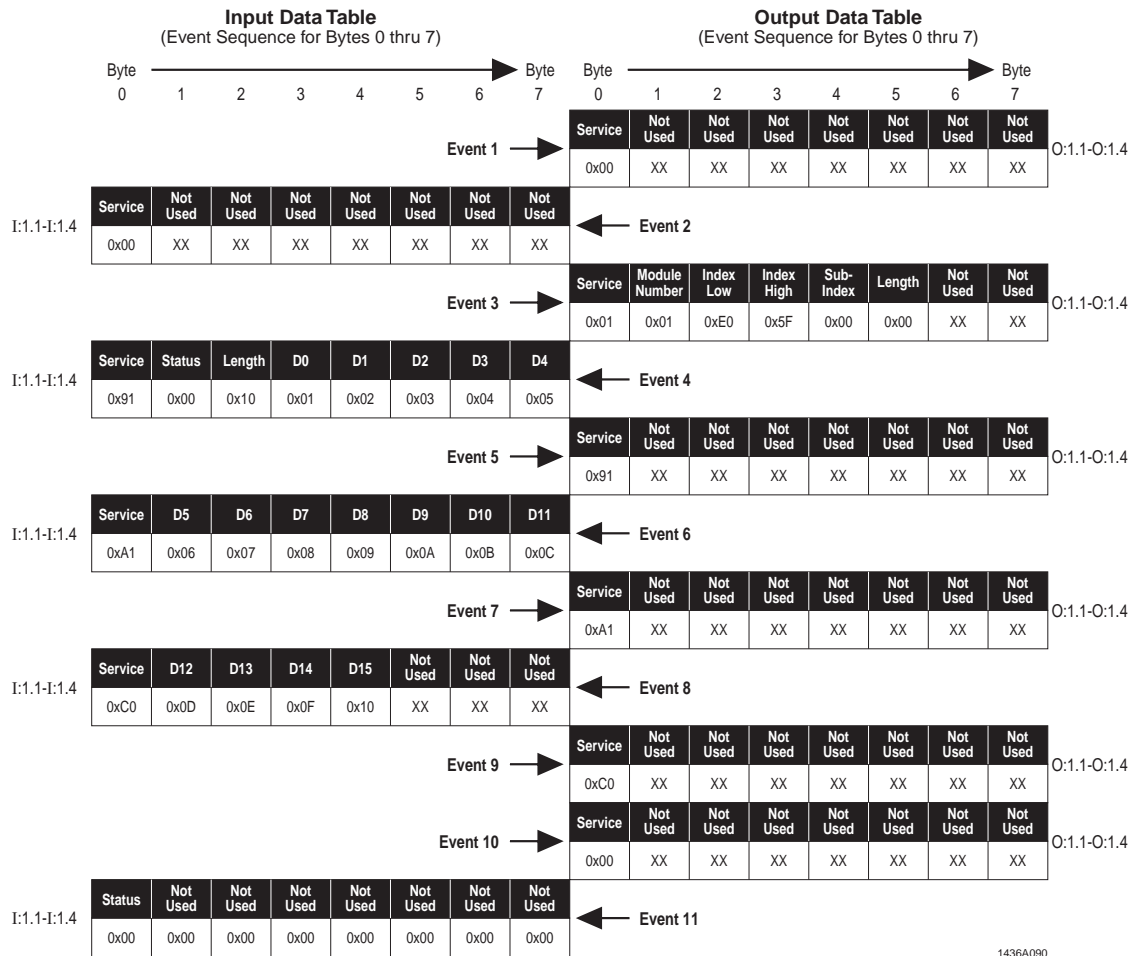 Input Data Table
(Event Sequence for Bytes 0 thru 7)
Output Data Table
(Event Sequence for Bytes 0 thru 7)
Byte Byte Byte Byte
0 1 2 3 4 5 6 7 0 1 2 3 4 5 6 7
Event 1
Service Not Used Not Used Not Used Not Used Not Used Not Used Not Used
0x00 XX XX XX XX XX XX XX
O:1.1-O:1.4
I:1.1-I:1.4
Service Not Used Not Used Not Used Not Used Not Used Not Used Not Used
0x00 XX XX XX XX XX XX XX
Event 2
Event 3
Service Module Number Index Low Index High Sub-Index Length Not Used Not Used
0x01 0x01 0xE0 0x5F 0x00 0x00 XX XX
O:1.1-O:1.4
I:1.1-I:1.4
Service Status Length D0 D1 D2 D3 D4
0x91 0x00 0x10 0x01 0x02 0x03 0x04 0x05
Event 4
Event 5
Service Not Used Not Used Not Used Not Used Not Used Not Used Not Used
0x91 XX XX XX XX XX XX XX
O:1.1-O:1.4
I:1.1-I:1.4
Service D5 D6 D7 D8 D9 D10 D11
0xA1 0x06 0x07 0x08 0x09 0x0A 0x0B 0x0C
Event 6
Event 7
Service Not Used Not Used Not Used Not Used Not Used Not Used Not Used
0xA1 XX XX XX XX XX XX XX
O:1.1-O:1.4
I:1.1-I:1.4
Service D12 D13 D14 D15 Not Used Not Used Not Used
0xC0 0x0D 0x0E 0x0F 0x10 XX XX XX
Event 8
Event 9
Service Not Used Not Used Not Used Not Used Not Used Not Used Not Used
0xC0 XX XX XX XX XX XX XX
O:1.1-O:1.4
Event 10
Service Not Used Not Used Not Used Not Used Not Used Not Used Not Used
0x00 XX XX XX XX XX XX XX
O:1.1-O:1.4
I:1.1-I:1.4
Status Not Used Not Used Not Used Not Used Not Used Not Used Not Used
0x00 0x00 0x00 0x00 0x00 0x00 0x00 0x00
Event 11
1436A090